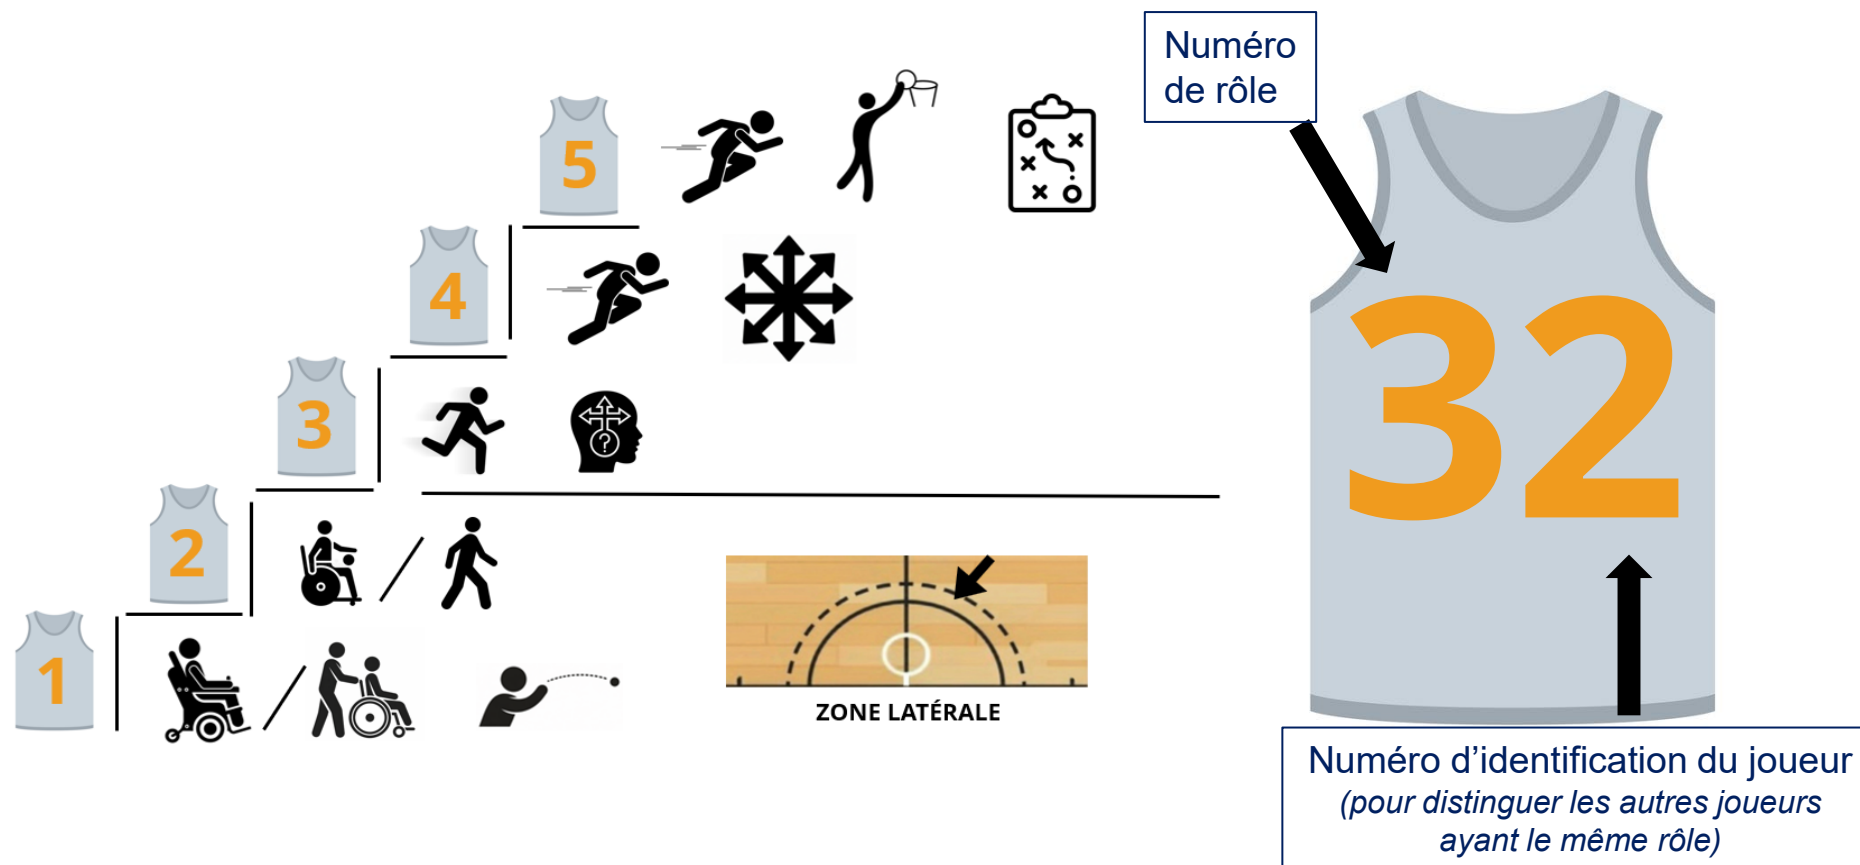 Numéro
de rôle
5
4
3
2
1
?
ZONE LATÉRALE
32
Numéro d’identification du joueur
(pour distinguer les autres joueurs
ayant le même rôle)